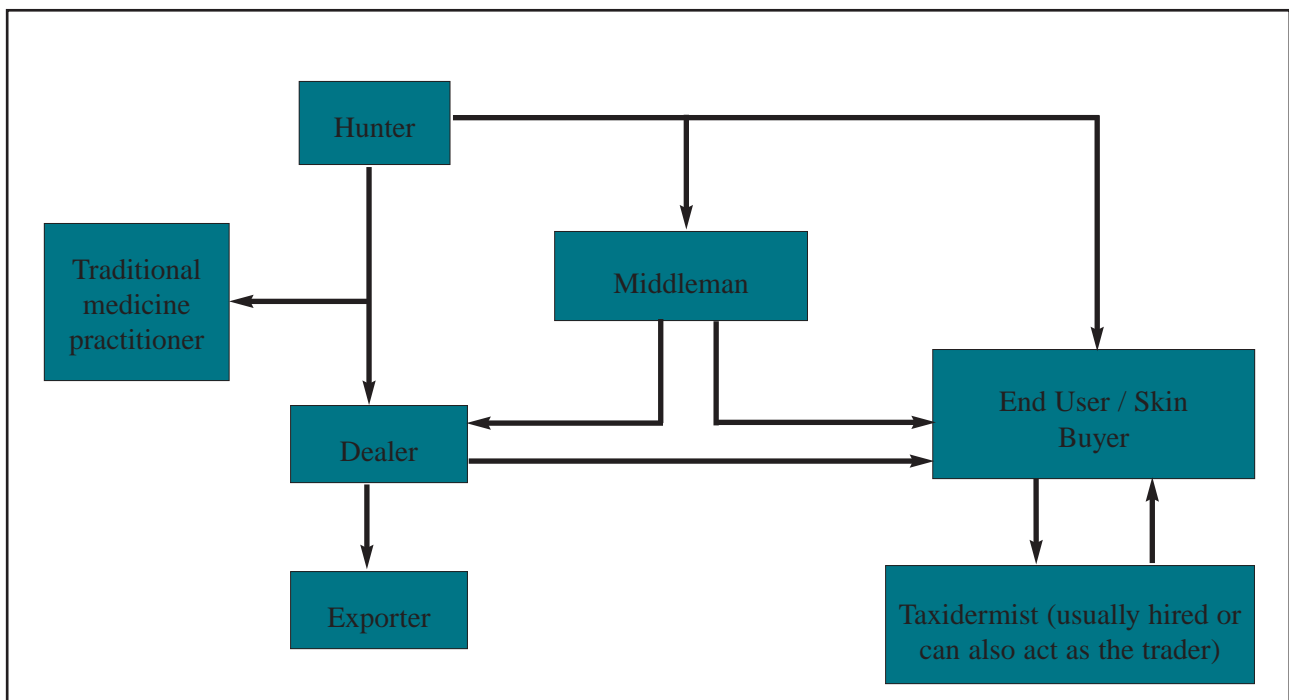 Hunter
Traditional
medicine
practitioner
Middleman
End User / Skin
Buyer
Dealer
Exporter
Taxidermist (usually hired or
can also act as the trader)